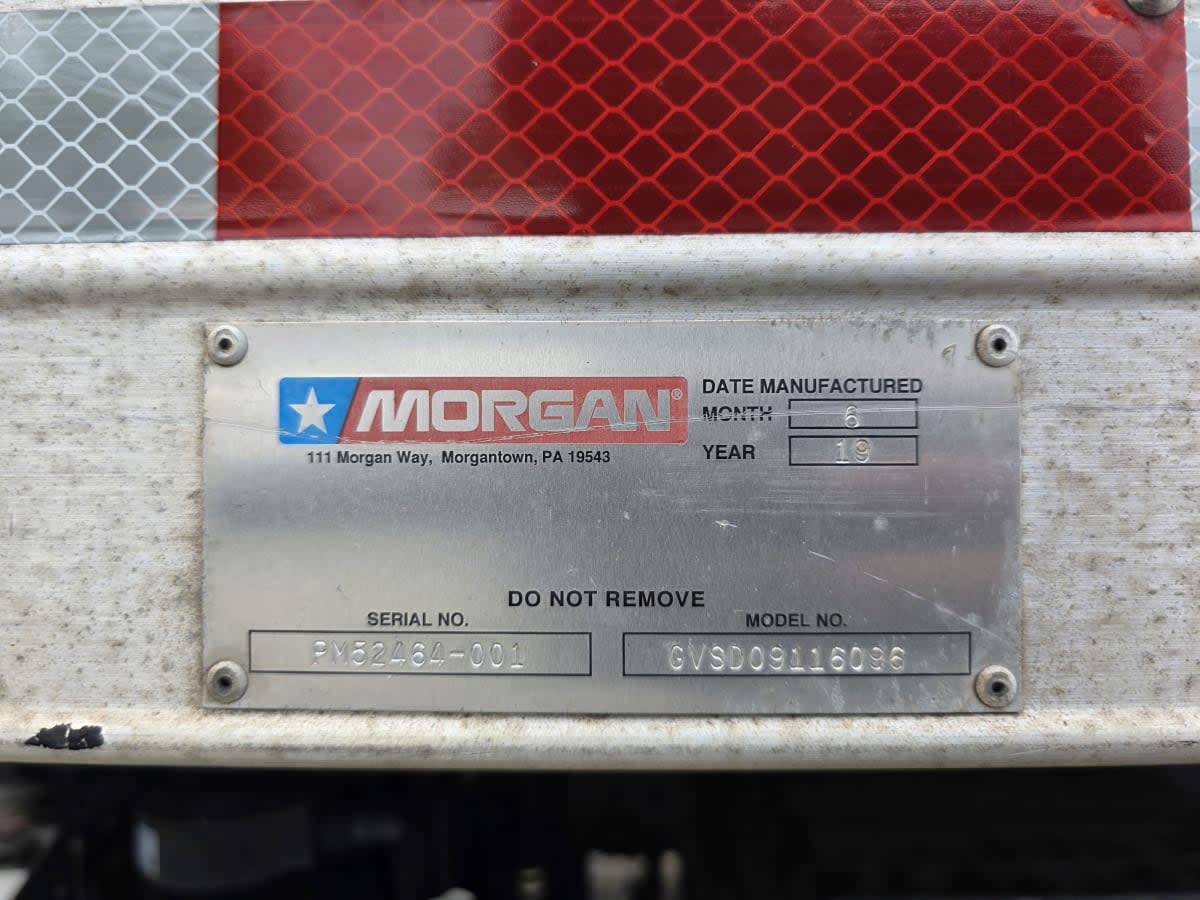 MORGAN®
111 Morgan Way, Morgantown, PA 19543
DATE MANUFACTURED
MONTH 6
YEAR 19
DO NOT REMOVE
SERIAL NO.
PM52464-001
MODEL NO.
GVSD09116096